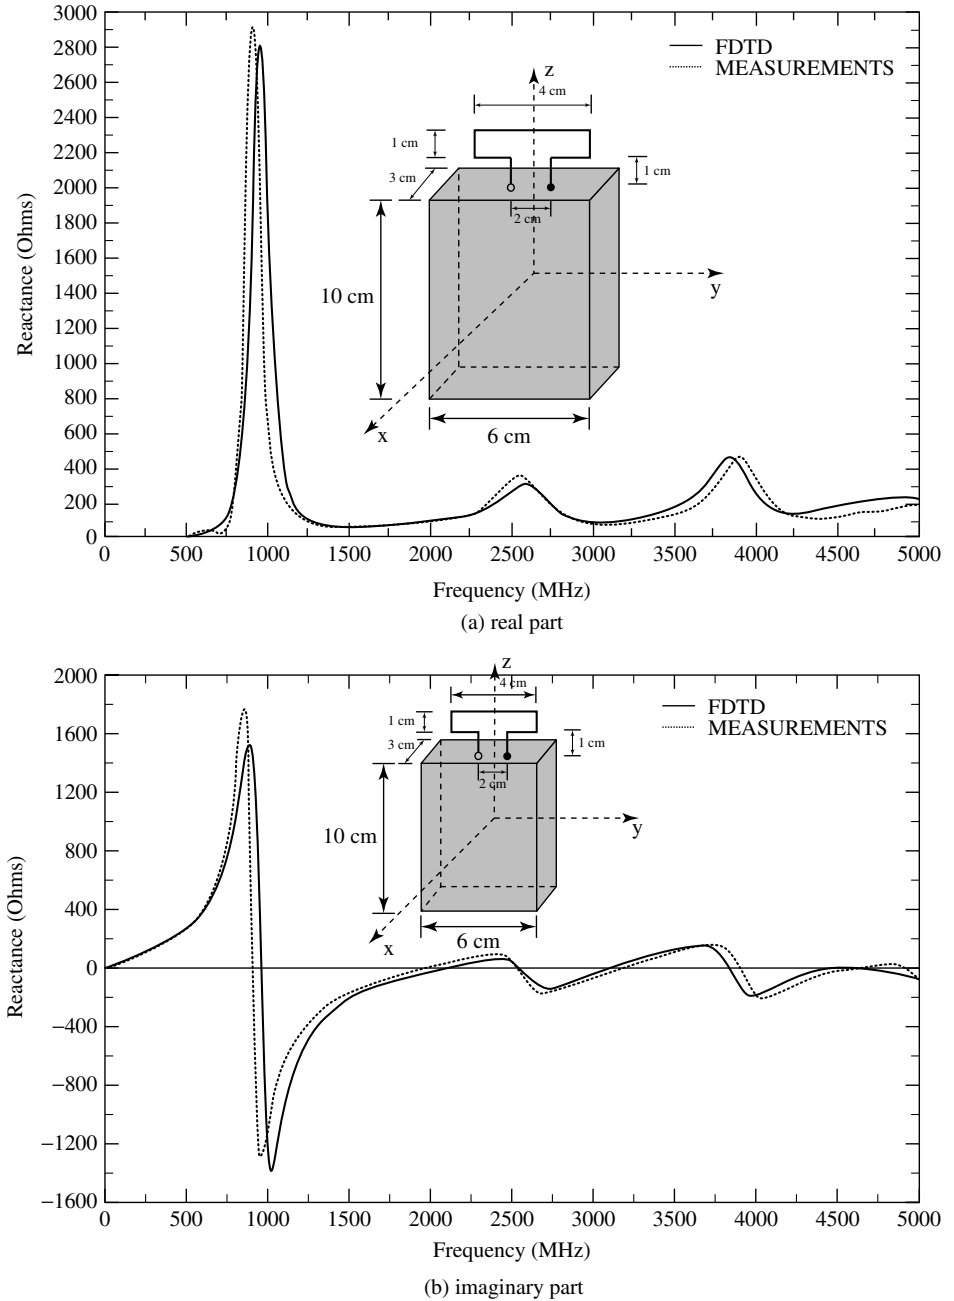 3000
2800
2600
2400
2200
2000
1800
1600
1400
1200
1000
800
600
400
200
0
Reactance (Ohms)
FDTD
MEASUREMENTS
z
4 cm
1 cm
3 cm
1 cm
2 cm
10 cm
y
x
6 cm
0 500 1000 1500 2000 2500 3000 3500 4000 4500 5000
Frequency (MHz)
(a) real part
2000
1600
1200
800
400
0
−400
−800
−1200
−1600
Reactance (Ohms)
FDTD
MEASUREMENTS
z
4 cm
1 cm
3 cm
1 cm
2 cm
10 cm
y
x
6 cm
0 500 1000 1500 2000 2500 3000 3500 4000 4500 5000
Frequency (MHz)
(b) imaginary part